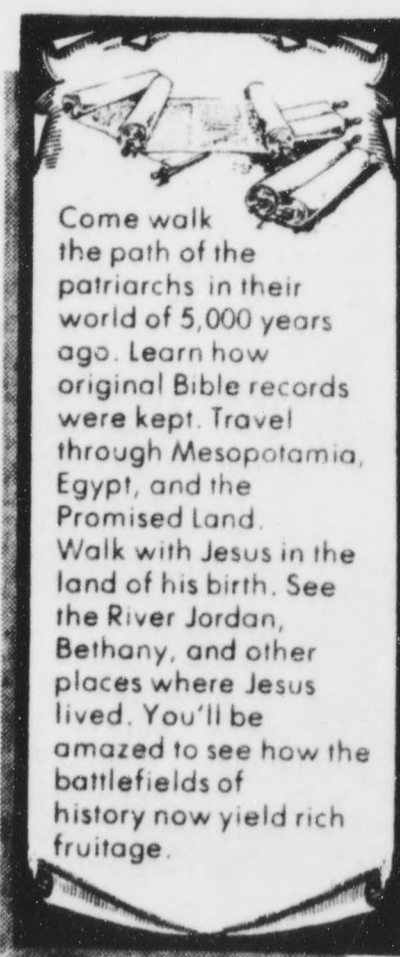 Come walk
the path of the
patriarchs in their
world of 5,000 years
ago. Learn how
original Bible records
were kept. Travel
through Mesopotamia,
Egypt, and the
Promised Land.
Walk with Jesus in the
land of his birth. See
the River Jordan,
Bethany, and other
places where Jesus
lived. You'll be
amazed to see how the
battlefields of
history now yield rich
fruitage.